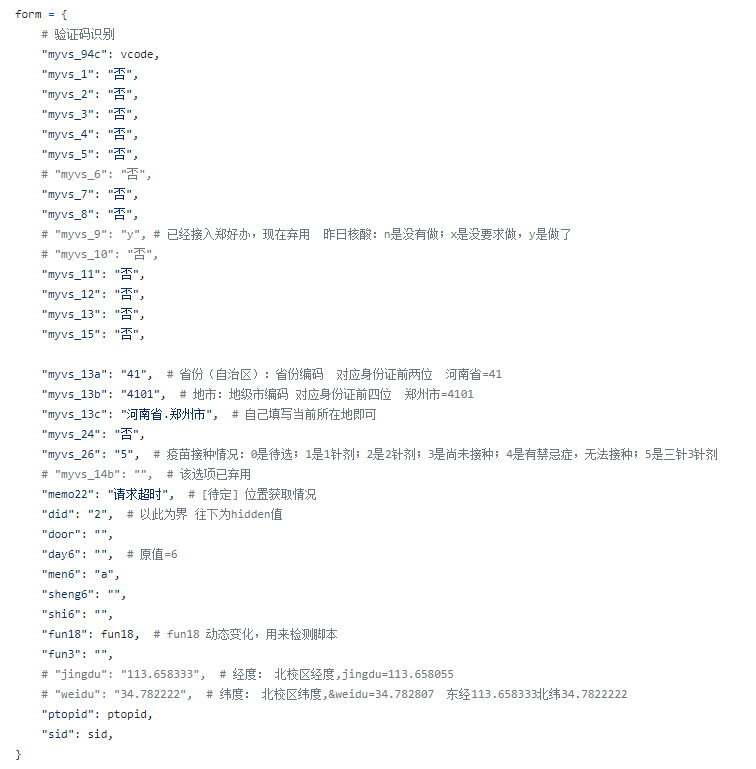 form = {
    # 验证码识别
    "myvs_94c": vcode,
    "myvs_1": "否",
    "myvs_2": "否",
    "myvs_3": "否",
    "myvs_4": "否",
    "myvs_5": "否",
    # "myvs_6": "否",
    "myvs_7": "否",
    "myvs_8": "否",
    # "myvs_9": "y", # 已经接入郑好办，现在弃用  昨日核酸：n是没有做；x是没要求做，y是做了
    # "myvs_10": "否",
    "myvs_11": "否",
    "myvs_12": "否",
    "myvs_13": "否",
    "myvs_15": "否",
    "myvs_13a": "41",  # 省份（自治区）：省份编码  对应身份证前两位  河南省=41
    "myvs_13b": "4101",  # 地市：地级市编码 对应身份证前四位  郑州市=4101
    "myvs_13c": "河南省.郑州市",  # 自己填写当前所在地即可
    "myvs_24": "否",
    "myvs_26": "5",  # 疫苗接种情况：0是待选；1是1针剂；2是2针剂；3是尚未接种；4是有禁忌症，无法接种；5是三针3针剂
    # "myvs_14b": "",  # 该选项已弃用
    "memo22": "请求超时",  # [待定] 位置获取情况
    "did": "2",  # 以此为界 往下为hidden值
    "door": "",
    "day6": "",  # 原值=6
    "men6": "a",
    "sheng6": "",
    "shi6": "",
    "fun18": fun18,  # fun18 动态变化，用来检测脚本
    "fun3": "",
    # "jingdu": "113.658333",  # 经度： 北校区经度,jingdu=113.658055
    # "weidu": "34.782222",  # 纬度： 北校区纬度,&weidu=34.782807  东经113.658333北纬34.7822222
    "ptopid": ptopid,
    "sid": sid,
}